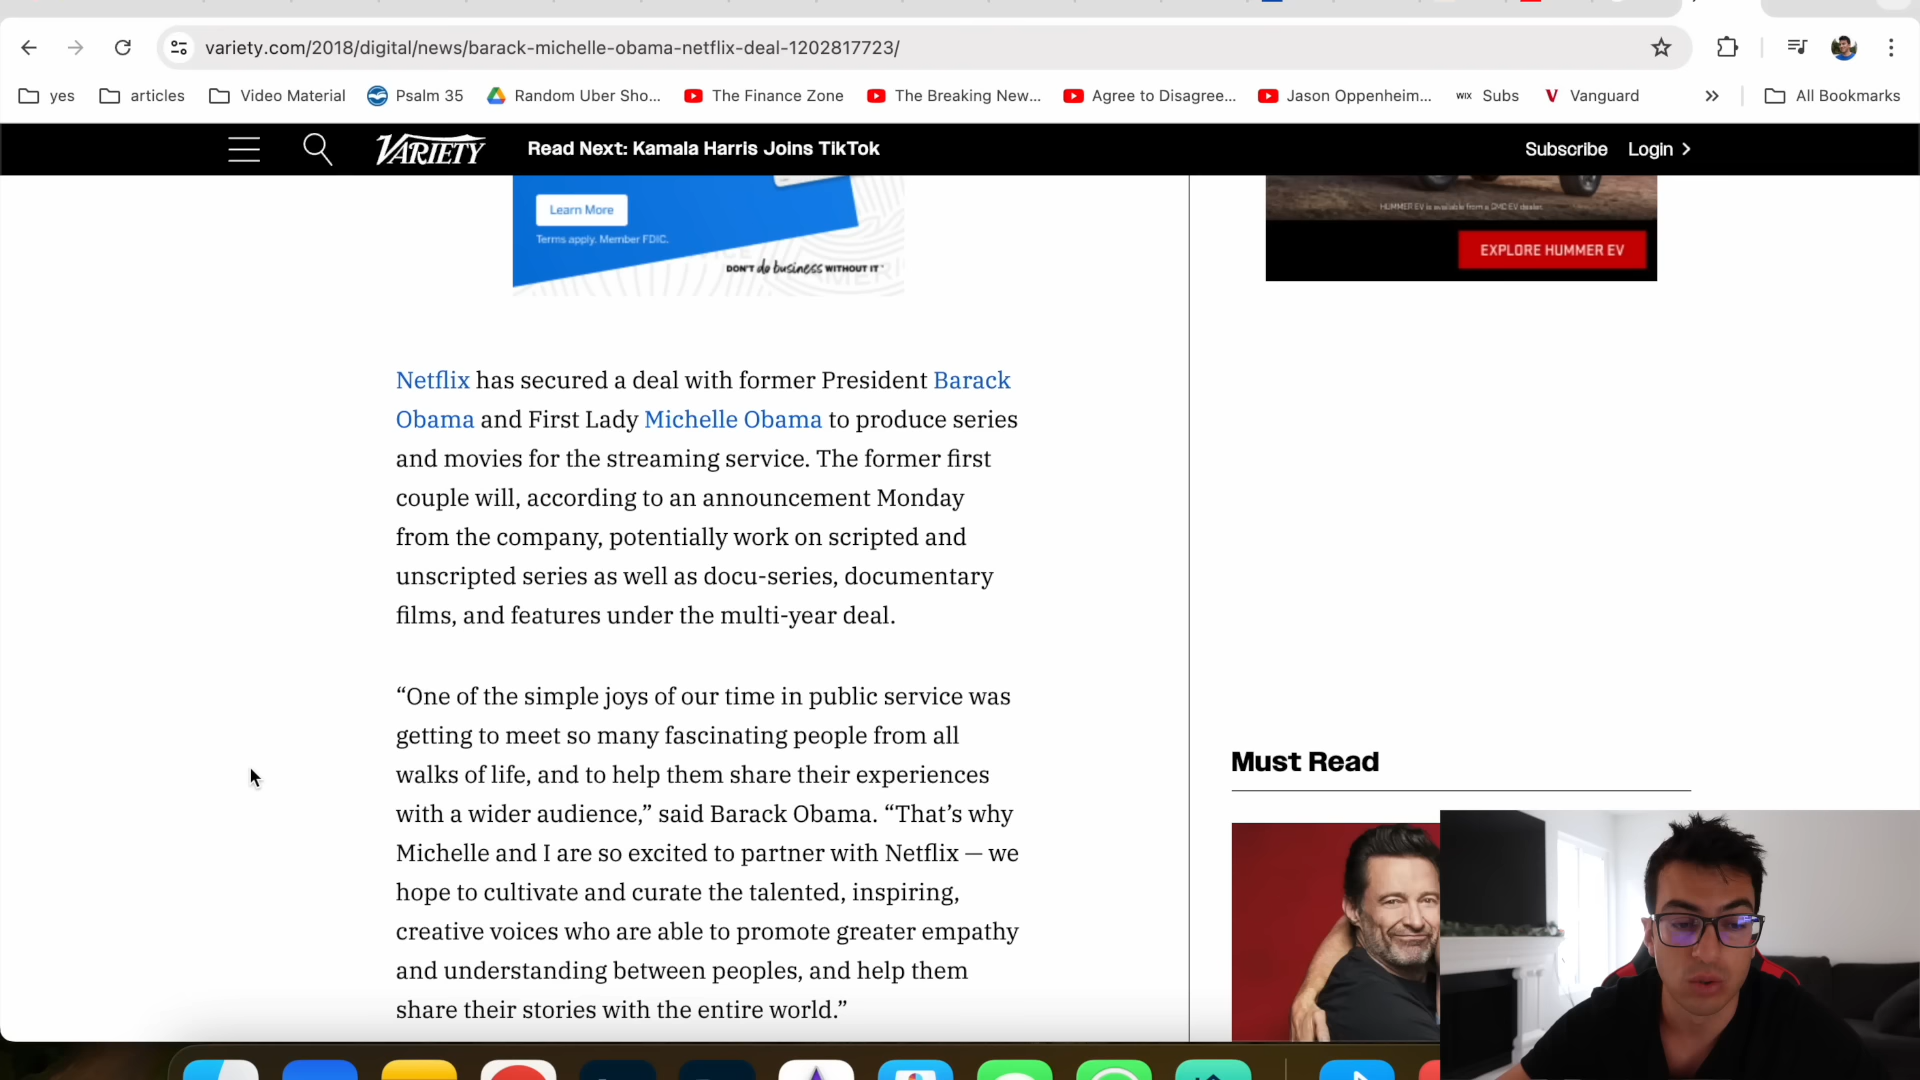 variety.com/2018/digital/news/barack-michelle-obama-netflix-deal-1202817723/
yes articles Video Material Psalm 35 Random Uber Sho... The Finance Zone The Breaking New... Agree to Disagree... Jason Oppenheim... WIX Subs Vanguard All Bookmarks
VARIETY Read Next: Kamala Harris Joins TikTok Subscribe Login
Learn More
Terms apply. Member FDIC.
DON'T do business WITHOUT IT
HUMMER EV is available from a GMC EV dealer.
EXPLORE HUMMER EV
Netflix has secured a deal with former President Barack
Obama and First Lady Michelle Obama to produce series
and movies for the streaming service. The former first
couple will, according to an announcement Monday
from the company, potentially work on scripted and
unscripted series as well as docu-series, documentary
films, and features under the multi-year deal.
“One of the simple joys of our time in public service was
getting to meet so many fascinating people from all
walks of life, and to help them share their experiences
with a wider audience,” said Barack Obama. “That’s why
Michelle and I are so excited to partner with Netflix — we
hope to cultivate and curate the talented, inspiring,
creative voices who are able to promote greater empathy
and understanding between peoples, and help them
share their stories with the entire world.”
Must Read